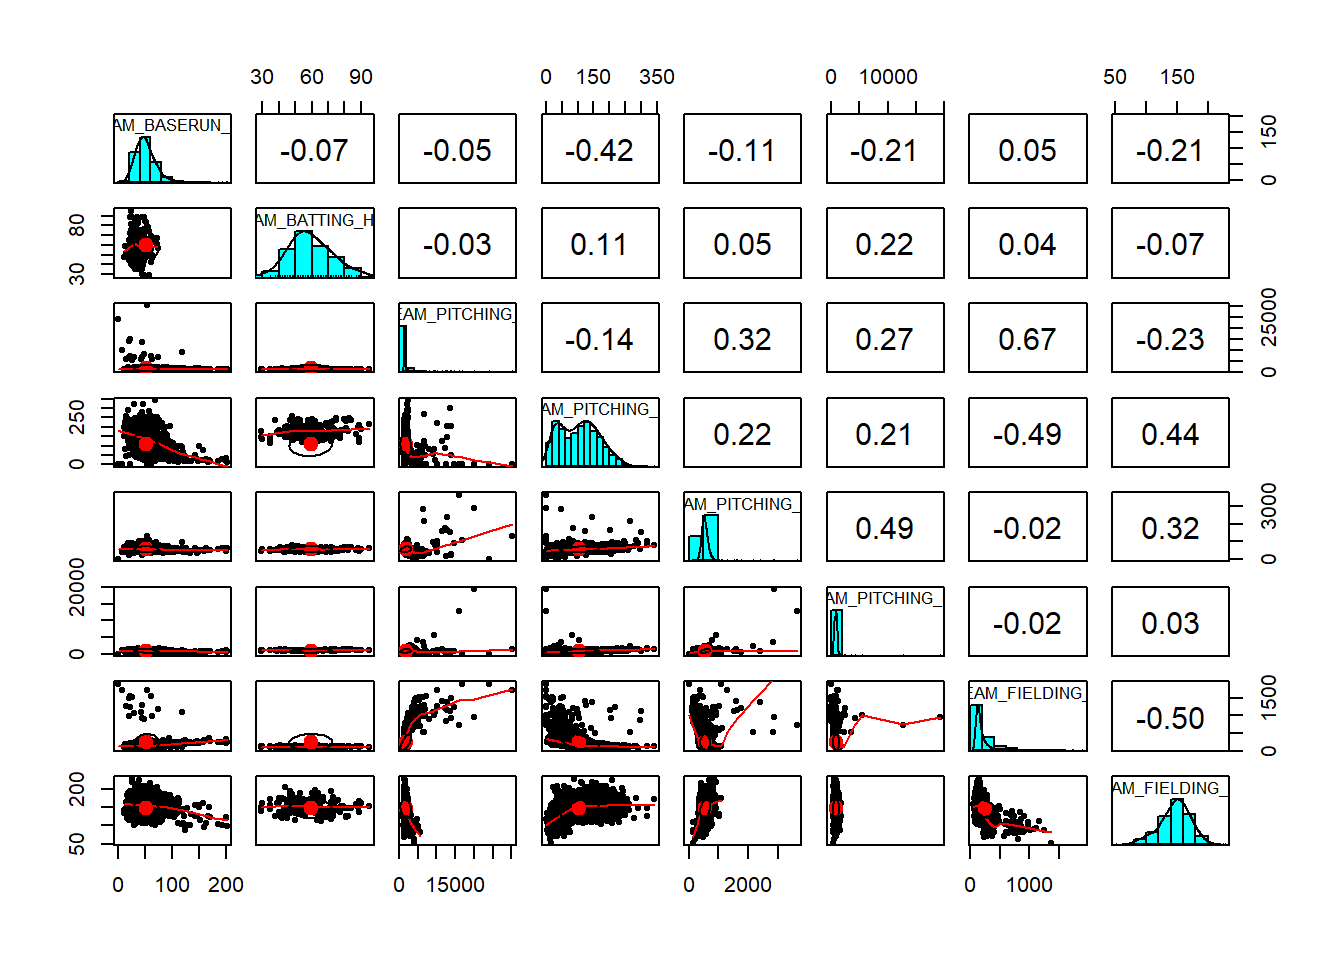 30 60 90 0 150 350 0 10000 50 150
AM_BASERUN_ -0.07 -0.05 -0.42 -0.11 -0.21 0.05 -0.21 0 150
30 80 AM_BATTING_H -0.03 0.11 0.05 0.22 0.04 -0.07
EAM_PITCHING_ -0.14 0.32 0.27 0.67 -0.23 0 25000
0 250 AM_PITCHING_ 0.22 0.21 -0.49 0.44
AM_PITCHING_ 0.49 -0.02 0.32 0 3000
0 20000 AM_PITCHING_ -0.02 0.03
EAM_FIELDING_ -0.50 0 1500
50 200 AM_FIELDING_
0 100 200 0 15000 0 2000 0 1000